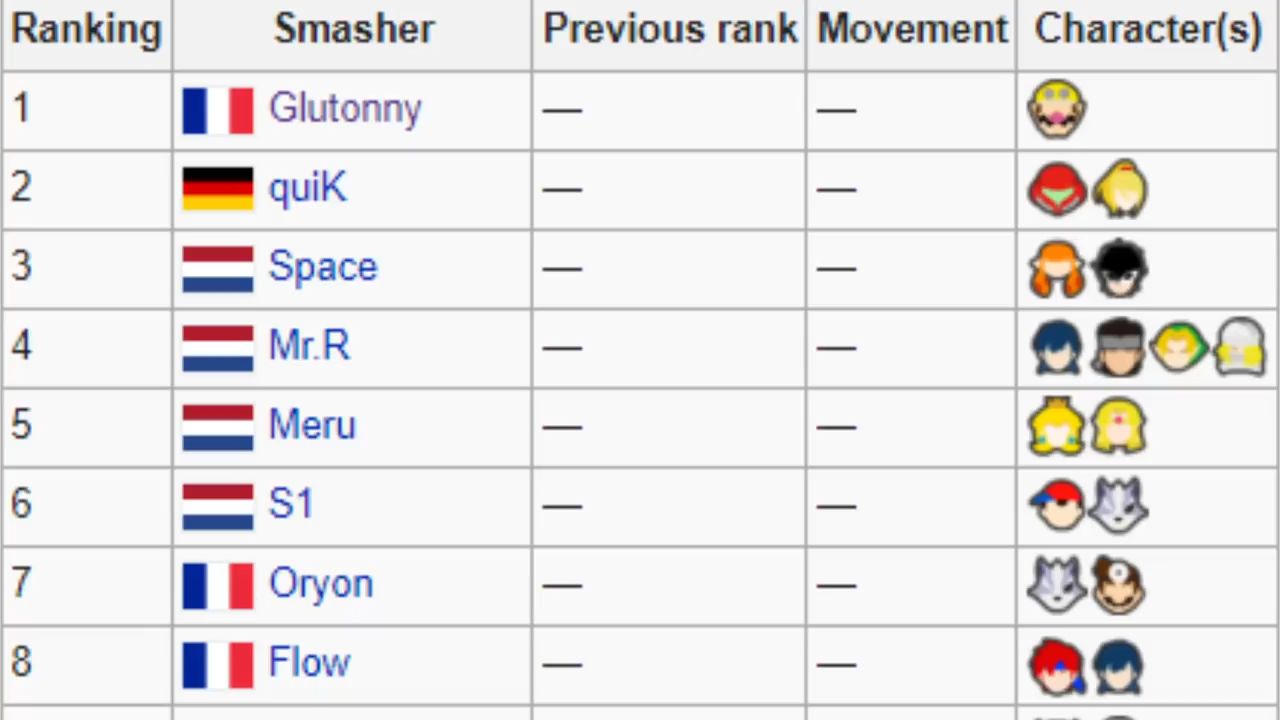 Ranking Smasher Previous rank Movement Character(s)
1 Glutonny — —
2 quiK — —
3 Space — —
4 Mr.R — —
5 Meru — —
6 S1 — —
7 Oryon — —
8 Flow — —